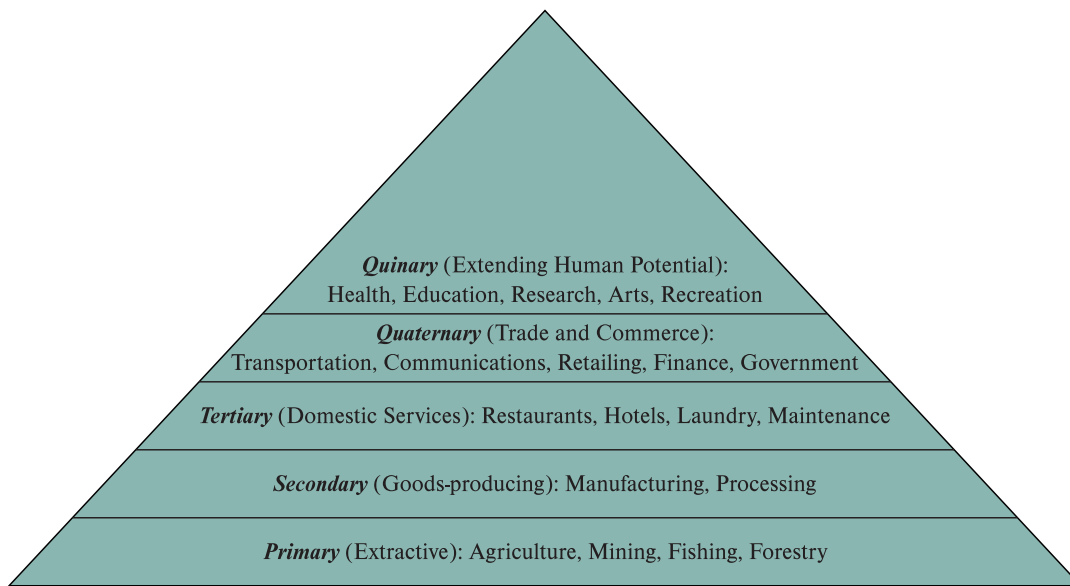 Quinary (Extending Human Potential):
Health, Education, Research, Arts, Recreation
Quaternary (Trade and Commerce):
Transportation, Communications, Retailing, Finance, Government
Tertiary (Domestic Services): Restaurants, Hotels, Laundry, Maintenance
Secondary (Goods-producing): Manufacturing, Processing
Primary (Extractive): Agriculture, Mining, Fishing, Forestry